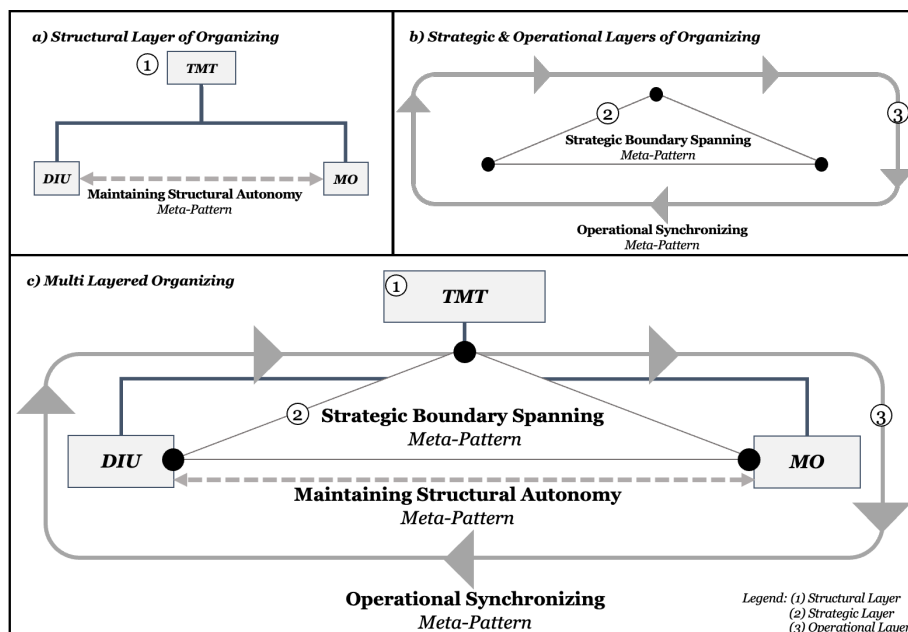 a) Structural Layer of Organizing
1
TMT
DIU
MO
Maintaining Structural Autonomy
Meta-Pattern
b) Strategic & Operational Layers of Organizing
2
3
Strategic Boundary Spanning
Meta-Pattern
Operational Synchronizing
Meta-Pattern
c) Multi Layered Organizing
1
TMT
2
3
Strategic Boundary Spanning
Meta-Pattern
DIU
MO
Maintaining Structural Autonomy
Meta-Pattern
Operational Synchronizing
Meta-Pattern
Legend: (1) Structural Layer
(2) Strategic Layer
(3) Operational Layer